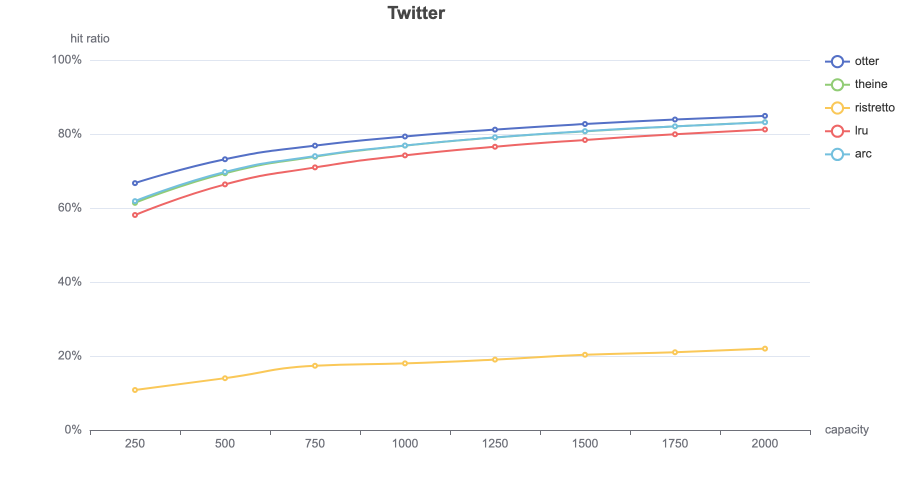 Twitter
hit ratio
100%
80%
60%
40%
20%
0%
250 500 750 1000 1250 1500 1750 2000
capacity
otter
theine
ristretto
lru
arc